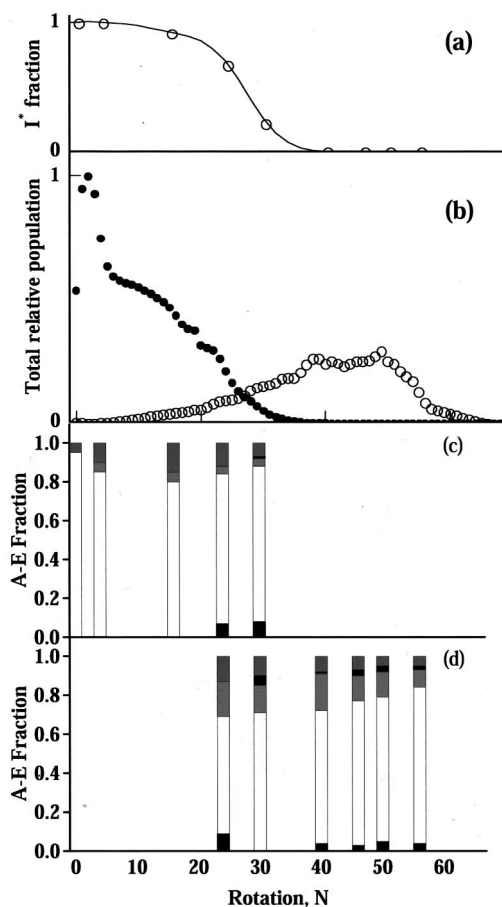 1
(a)
I* fraction
0
1
(b)
Total relative population
0
1.0
(c)
0.8
0.6
A-E Fraction
0.4
0.2
0.0
1.0
(d)
0.8
0.6
A-E Fraction
0.4
0.2
0.0
0 10 20 30 40 50 60
Rotation, N